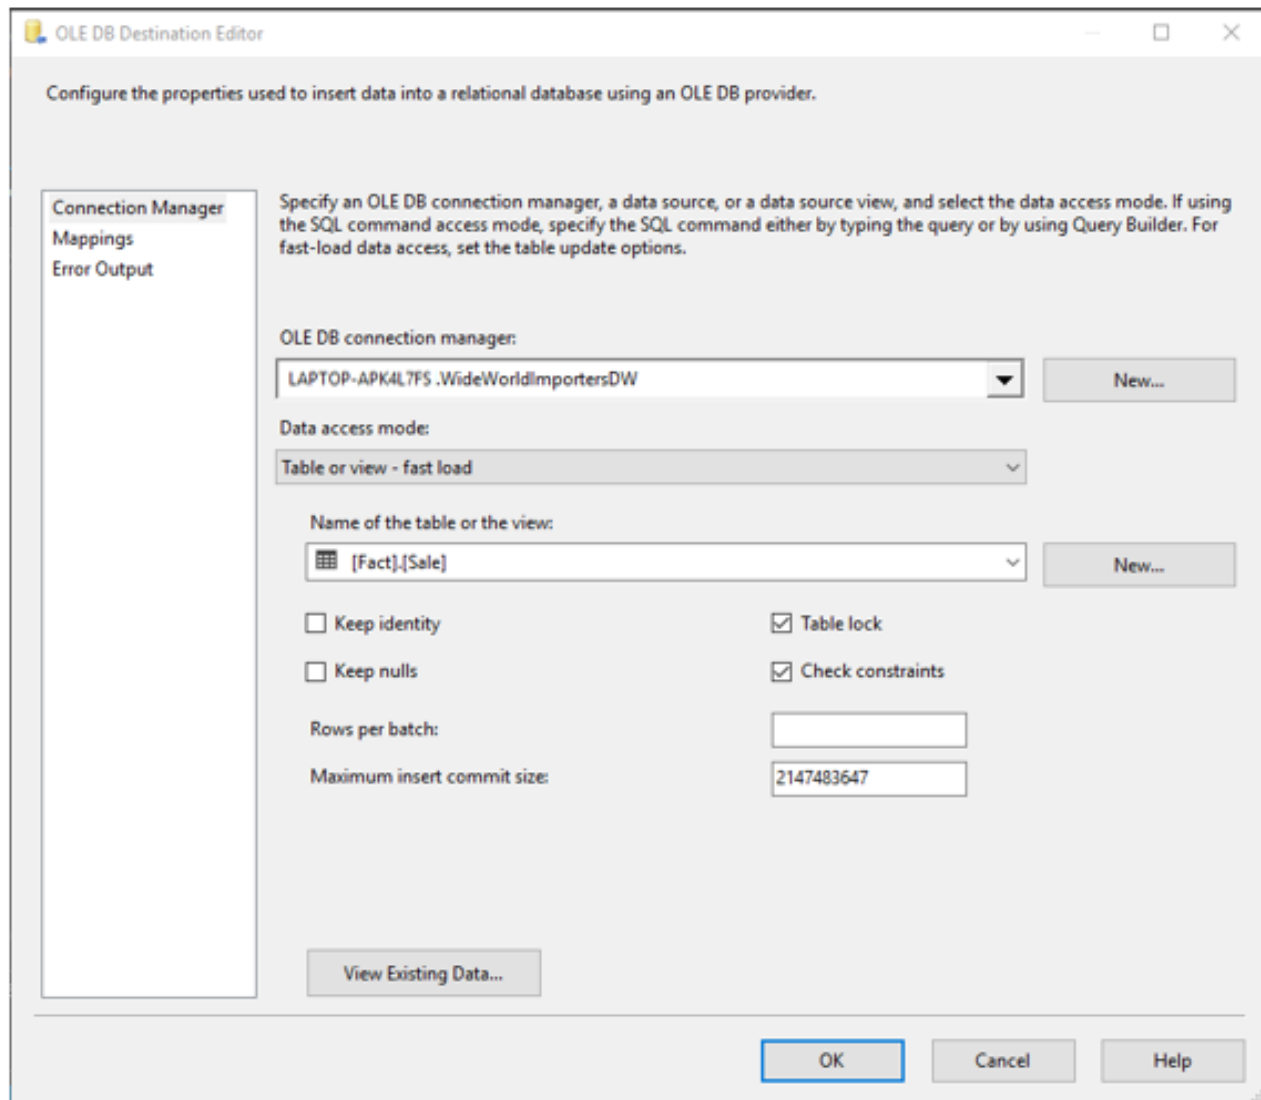 OLE DB Destination Editor
Configure the properties used to insert data into a relational database using an OLE DB provider.
Connection Manager
Mappings
Error Output
Specify an OLE DB connection manager, a data source, or a data source view, and select the data access mode. If using
the SQL command access mode, specify the SQL command either by typing the query or by using Query Builder. For
fast-load data access, set the table update options.
OLE DB connection manager:
LAPTOP-APK4L7FS .WideWorldImportersDW
New...
Data access mode:
Table or view - fast load
Name of the table or the view:
[Fact].[Sale]
New...
Keep identity
Table lock
Keep nulls
Check constraints
Rows per batch:
Maximum insert commit size:
2147483647
View Existing Data...
OK
Cancel
Help